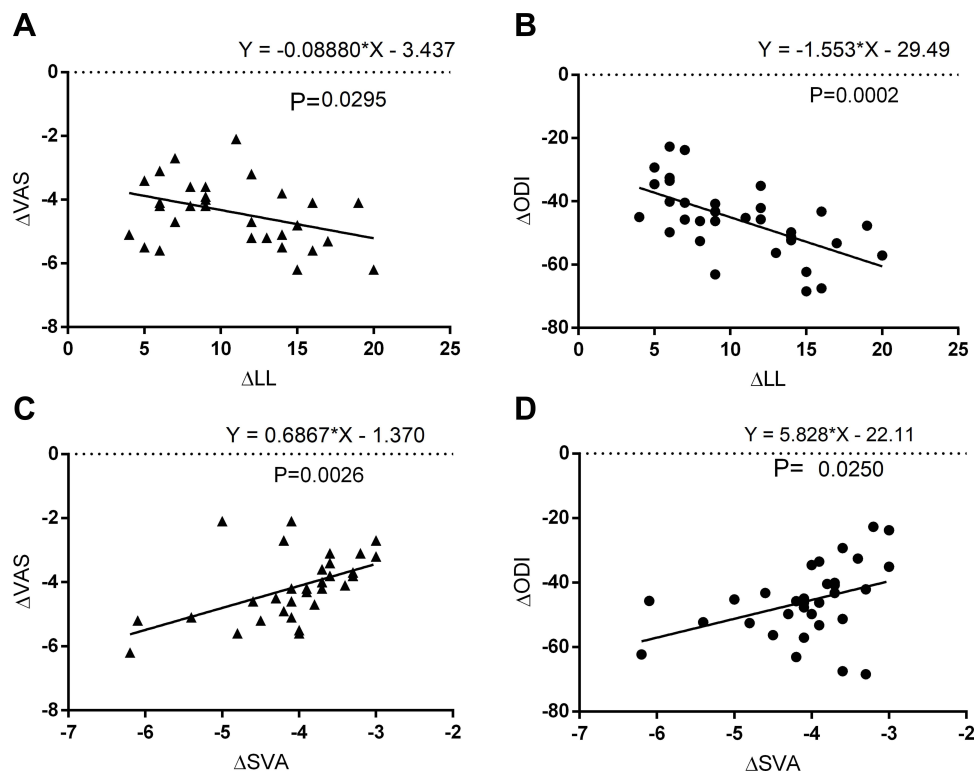 A
Y = -0.08880*X - 3.437
P=0.0295
0
-2
-4
-6
-8
ΔVAS
0 5 10 15 20 25
ΔLL
B
Y = -1.553*X - 29.49
P=0.0002
0
-20
-40
-60
-80
ΔODI
0 5 10 15 20 25
ΔLL
C
Y = 0.6867*X - 1.370
P=0.0026
0
-2
-4
-6
-8
ΔVAS
-7 -6 -5 -4 -3 -2
ΔSVA
D
Y = 5.828*X - 22.11
P= 0.0250
0
-20
-40
-60
-80
ΔODI
-7 -6 -5 -4 -3 -2
ΔSVA